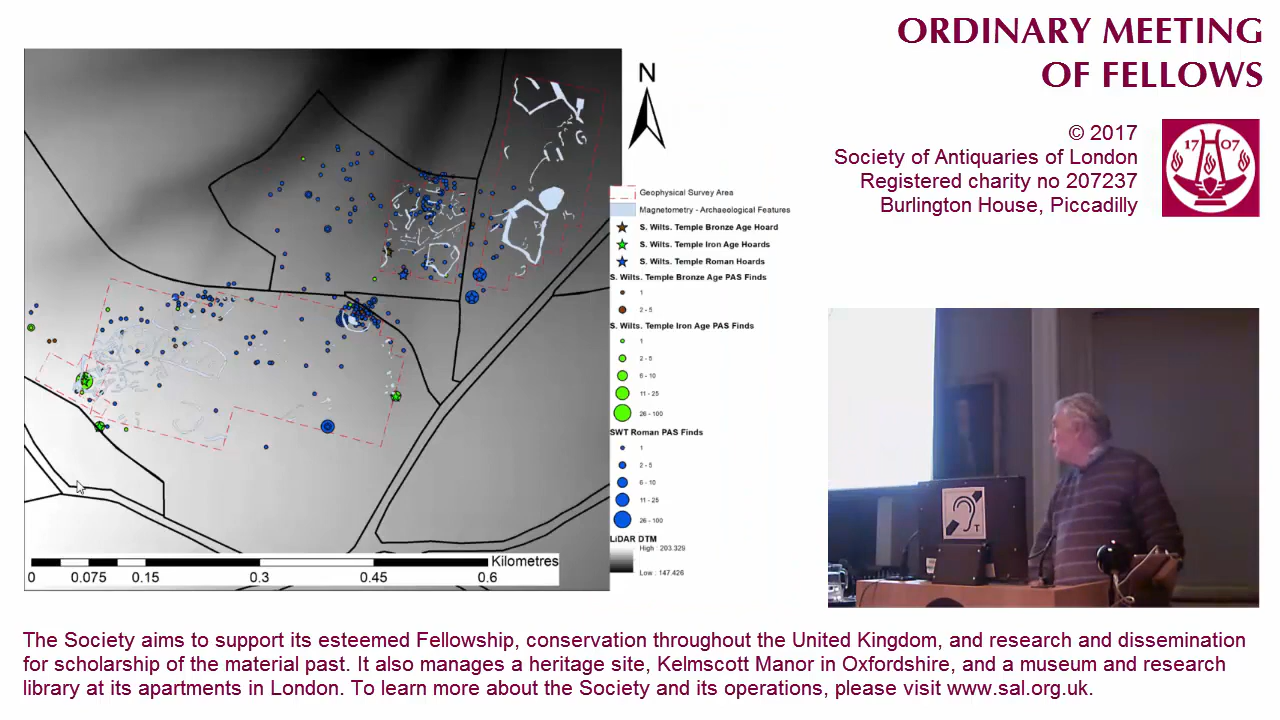 ORDINARY MEETING
OF FELLOWS
© 2017
Society of Antiquaries of London
Registered charity no 207237
Burlington House, Piccadilly
17 07
N
Geophysical Survey Area
Magnetometry - Archaeological Features
S. Wilts. Temple Bronze Age Hoard
S. Wilts. Temple Iron Age Hoards
S. Wilts. Temple Roman Hoards
S. Wilts. Temple Bronze Age PAS Finds
1
2 - 5
S. Wilts. Temple Iron Age PAS Finds
1
2 - 5
6 - 10
11 - 25
26 - 100
SWT Roman PAS Finds
1
2 - 5
6 - 10
11 - 25
26 - 100
LiDAR DTM
High : 203.329
Low : 147.426
Kilometres
0 0.075 0.15 0.3 0.45 0.6
T
The Society aims to support its esteemed Fellowship, conservation throughout the United Kingdom, and research and dissemination
for scholarship of the material past. It also manages a heritage site, Kelmscott Manor in Oxfordshire, and a museum and research
library at its apartments in London. To learn more about the Society and its operations, please visit www.sal.org.uk.